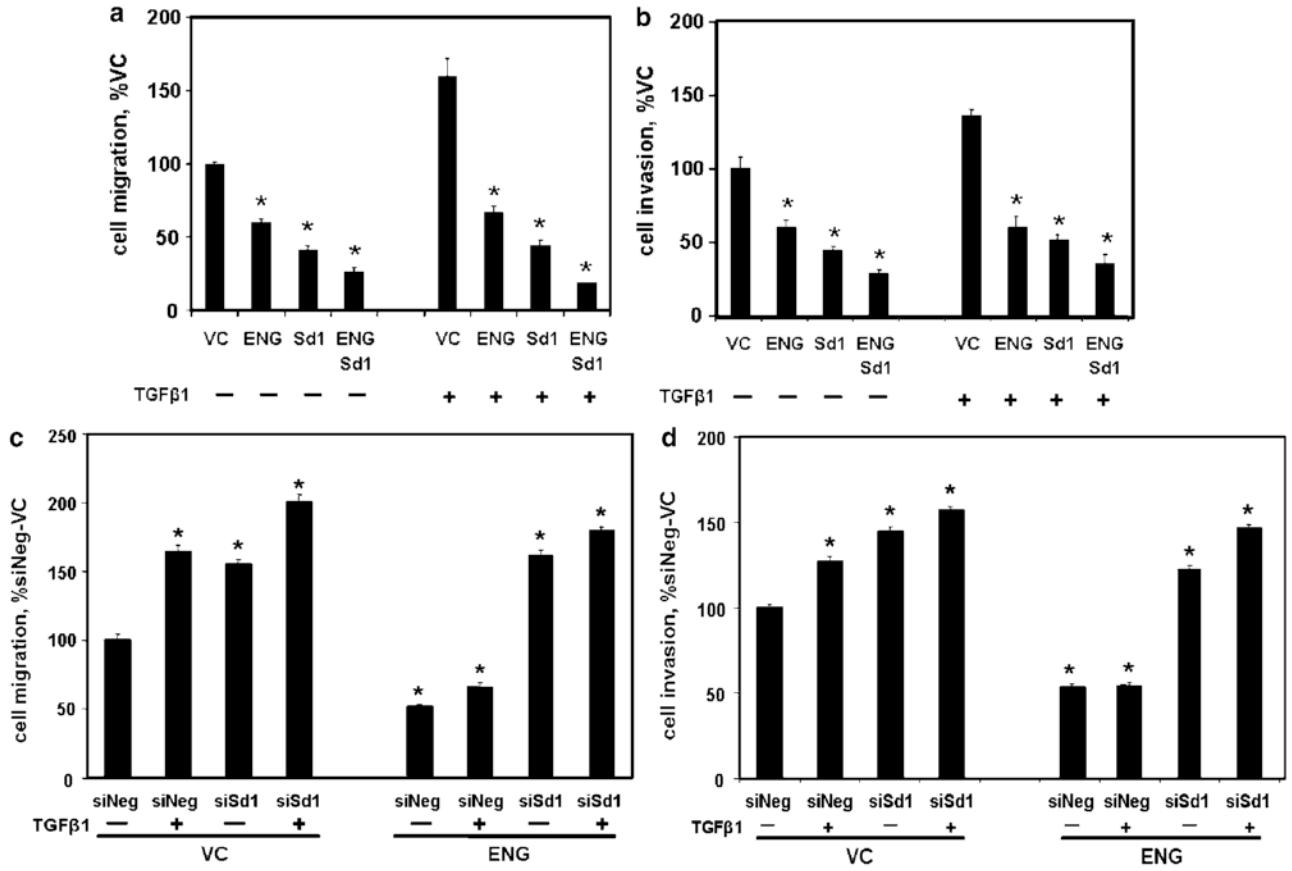 a
200
150
100
50
0
cell migration, %VC
* * * * * *
VC ENG Sd1 ENG Sd1 VC ENG Sd1 ENG Sd1
TGFβ1 — — — — + + + +
b
200
150
100
50
0
cell invasion, %VC
* * * * * *
VC ENG Sd1 ENG Sd1 VC ENG Sd1 ENG Sd1
TGFβ1 — — — — + + + +
c
250
200
150
100
50
0
cell migration, %siNeg-VC
* * * * * * *
siNeg siNeg siSd1 siSd1 siNeg siNeg siSd1 siSd1
TGFβ1 — + — + — + — +
VC ENG
d
200
150
100
50
0
cell invasion, %siNeg-VC
* * * * * * *
siNeg siNeg siSd1 siSd1 siNeg siNeg siSd1 siSd1
TGFβ1 — + — + — + — +
VC ENG